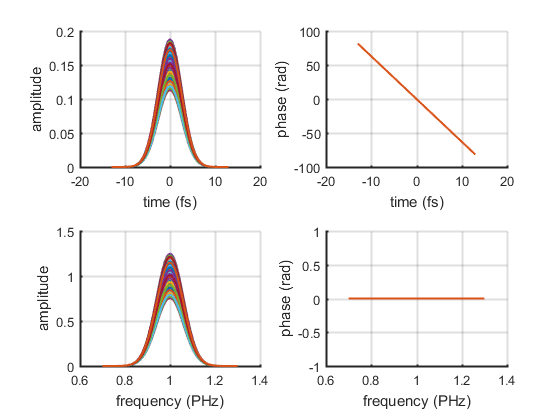 0.2
0.15
0.1
0.05
0
amplitude
-20 -10 0 10 20
time (fs)
100
50
0
-50
-100
phase (rad)
-20 -10 0 10 20
time (fs)
1.5
1
0.5
0
amplitude
0.6 0.8 1 1.2 1.4
frequency (PHz)
1
0.5
0
-0.5
-1
phase (rad)
0.6 0.8 1 1.2 1.4
frequency (PHz)